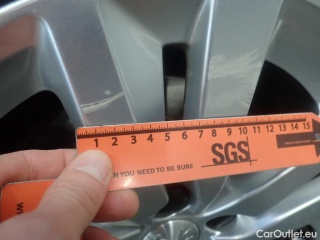 1 2 3 4 5 6 7 8 9 10 11 12 13 14 15
N YOU NEED TO BE SURE SGS
WW
CarOutlet.eu